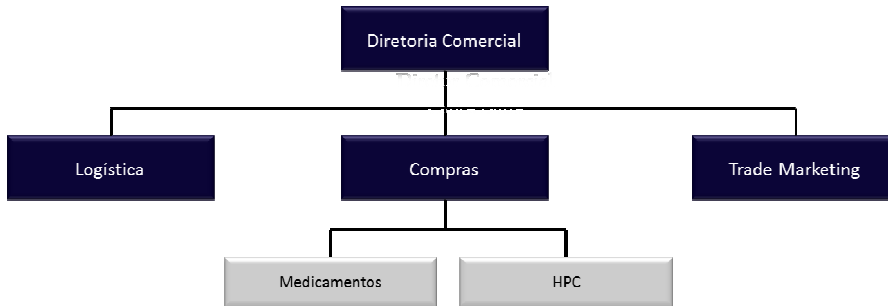 Diretoria Comercial
Logística
Compras
Trade Marketing
Medicamentos
HPC